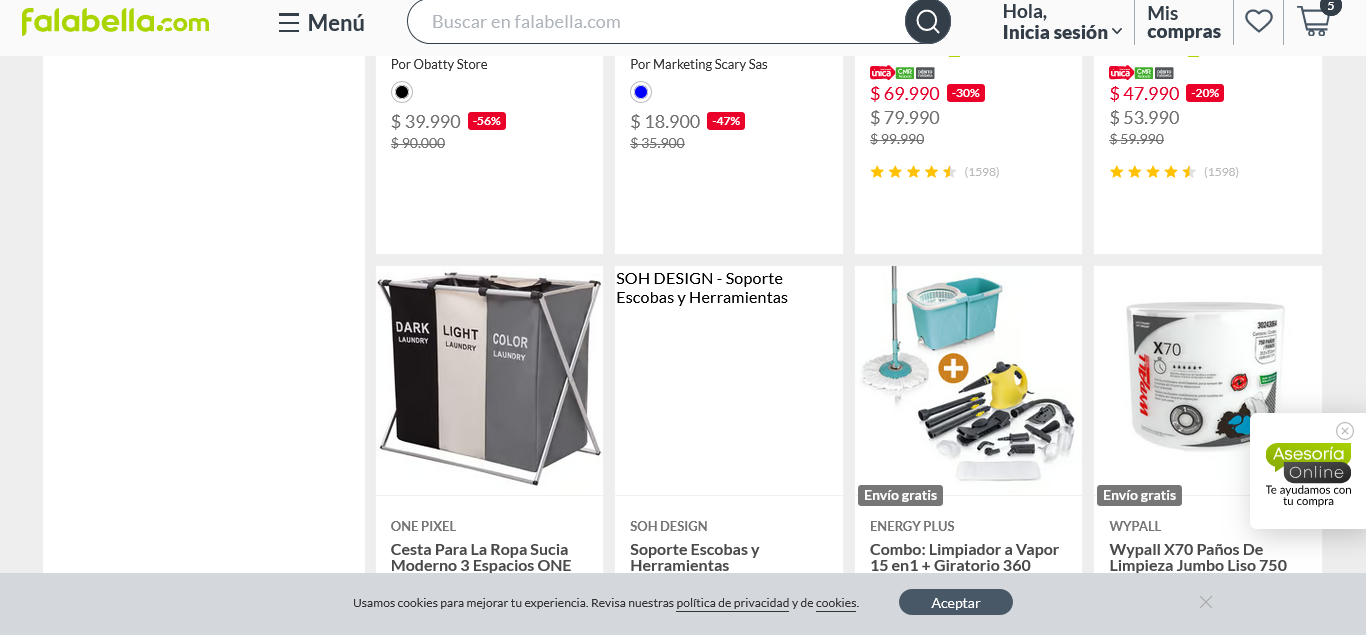 falabella.com
Menú
Buscar en falabella.com
Hola,
Inicia sesión
Mis
compras
5
Por Obatty Store
$ 39.990 -56%
$ 90.000
Por Marketing Scary Sas
$ 18.900 -47%
$ 35.900
única CMR
$ 69.990 -30%
$ 79.990
$ 99.990
(1598)
única CMR
$ 47.990 -20%
$ 53.990
$ 59.990
(1598)
DARK
LAUNDRY
LIGHT
LAUNDRY
COLOR
LAUNDRY
ONE PIXEL
Cesta Para La Ropa Sucia
Moderno 3 Espacios ONE
SOH DESIGN - Soporte
Escobas y Herramientas
SOH DESIGN
Soporte Escobas y
Herramientas
Envío gratis
ENERGY PLUS
Combo: Limpiador a Vapor
15 en1 + Giratorio 360
X70
WYPALL
Envío gratis
WYPALL
Wypall X70 Paños De
Limpieza Jumbo Liso 750
Asesoría
Online
Te ayudamos con
tu compra
Usamos cookies para mejorar tu experiencia. Revisa nuestras política de privacidad y de cookies.
Aceptar